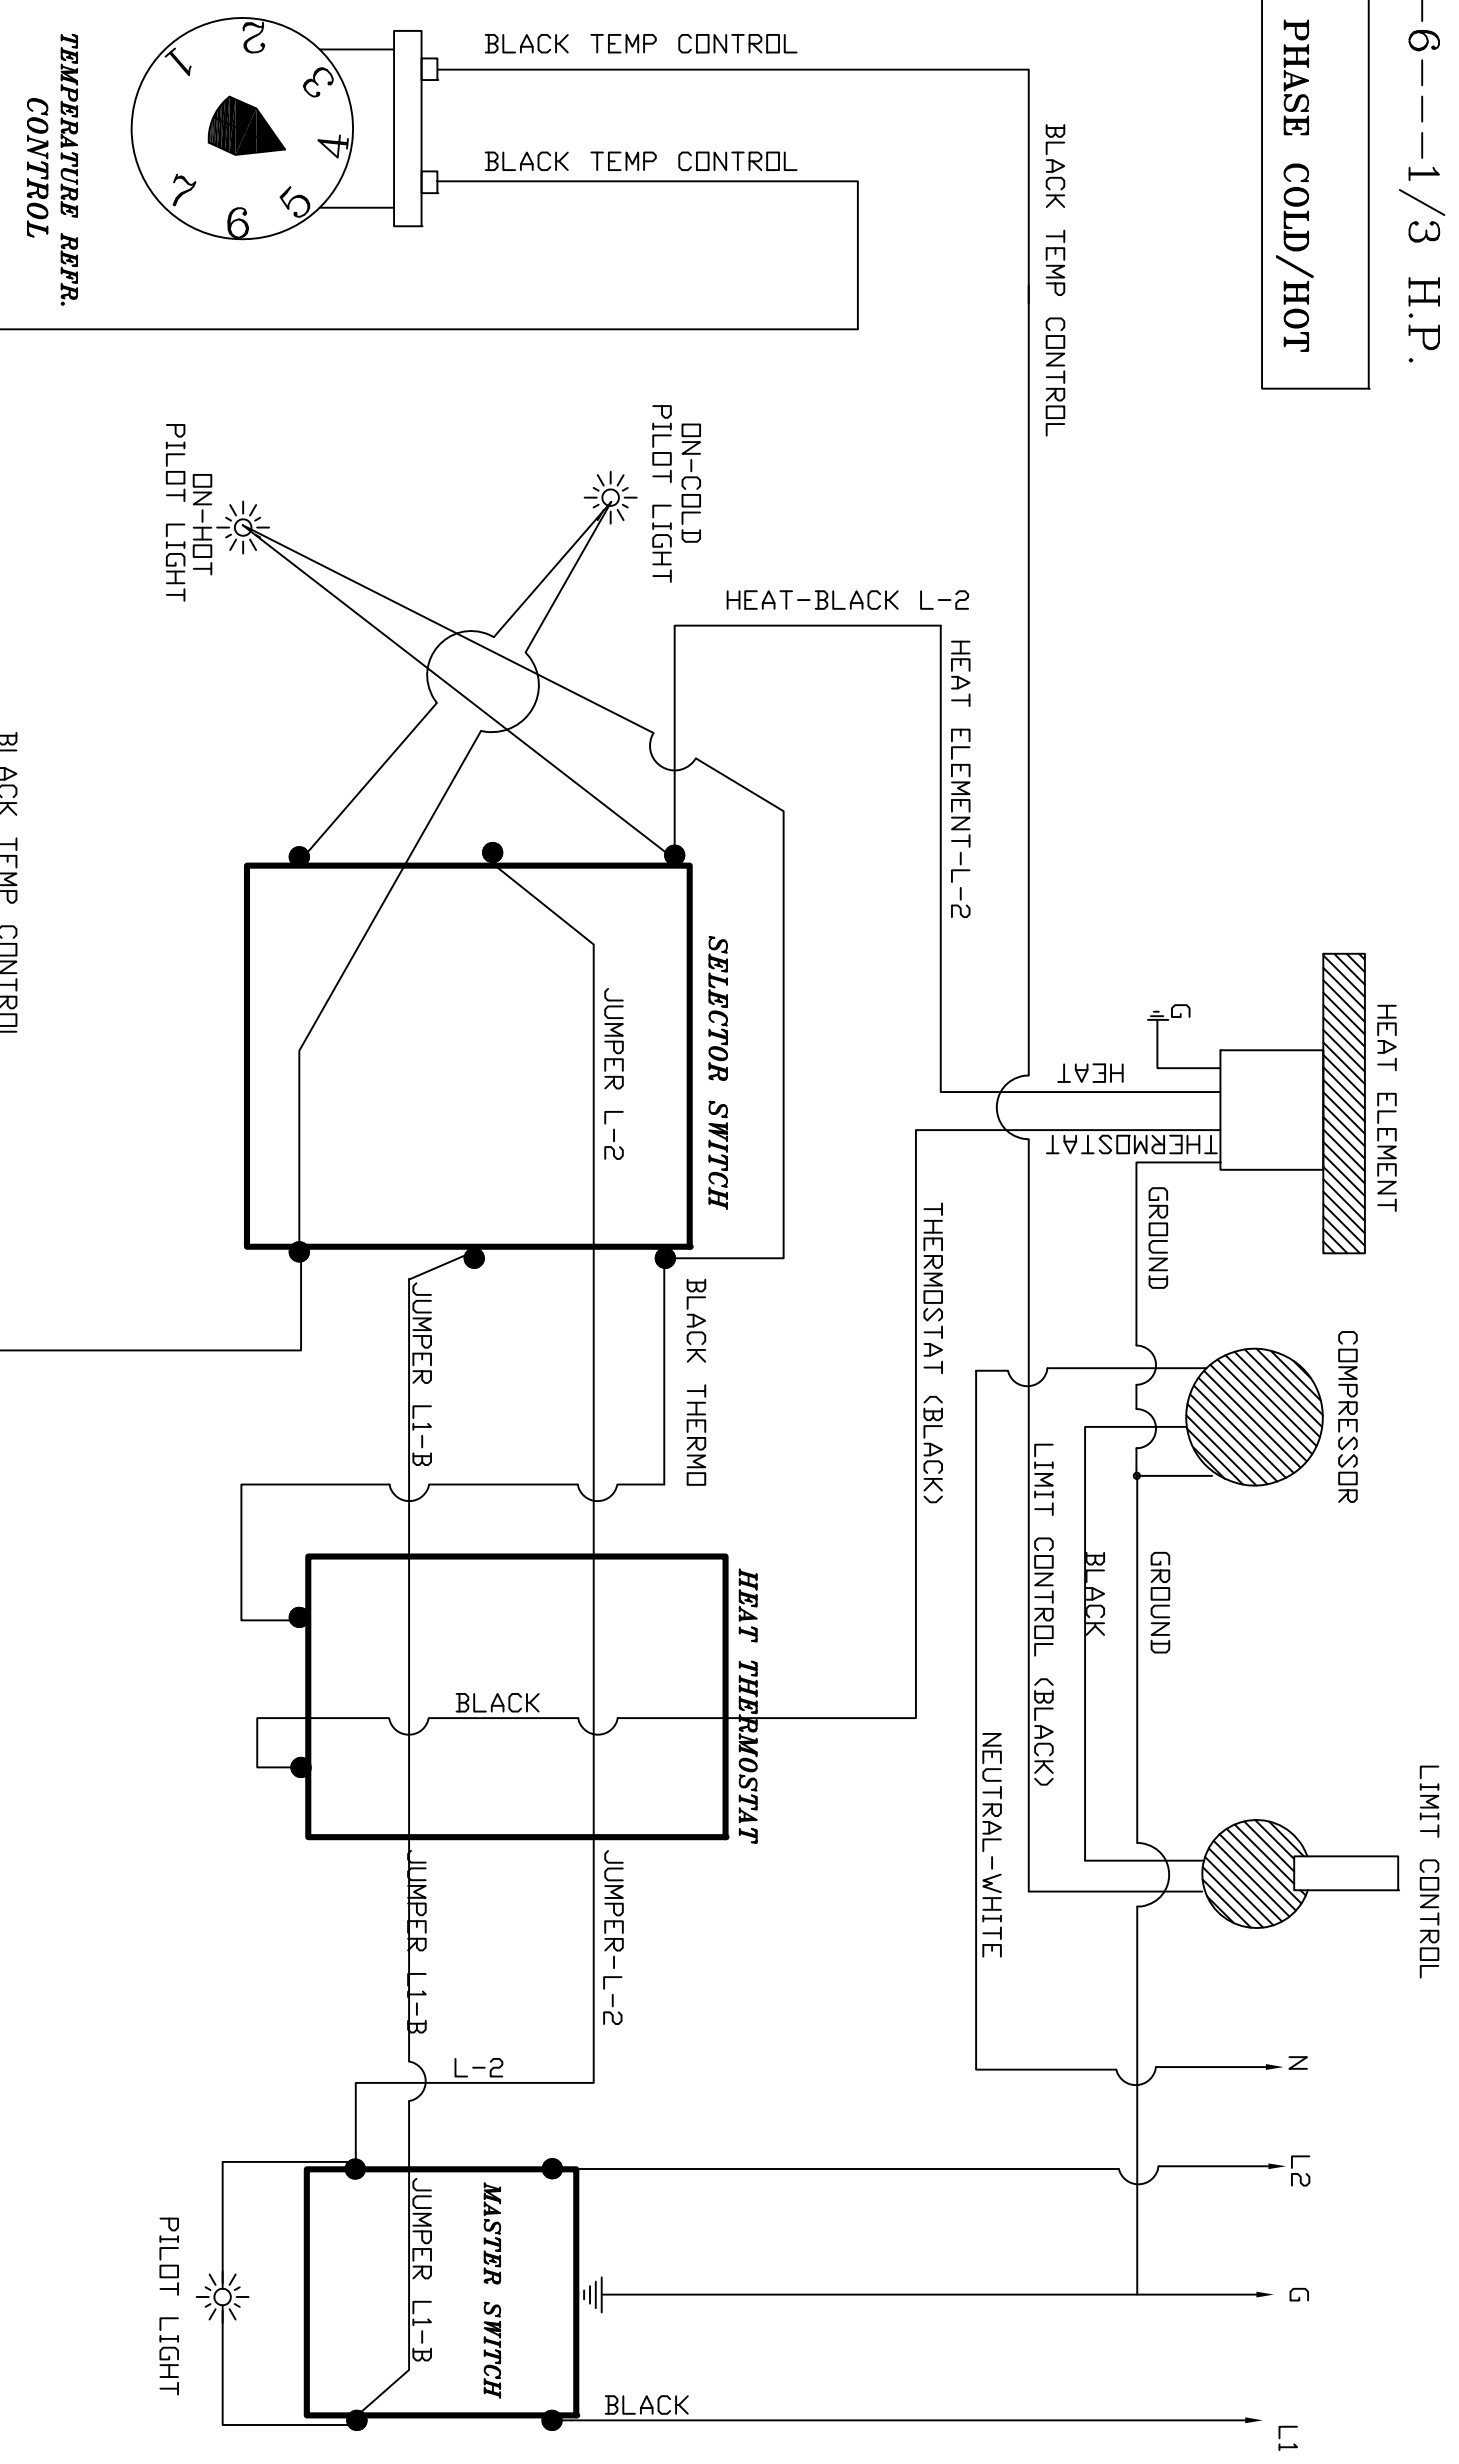 -6---1/3 H.P.
PHASE COLD/HOT
BLACK TEMP CONTROL
BLACK TEMP CONTROL
BLACK TEMP CONTROL
1
2
3
4
5
6
7
TEMPERATURE REFR.
CONTROL
ON-COLD
PILOT LIGHT
ON-HOT
PILOT LIGHT
HEAT-BLACK L-2
HEAT ELEMENT-L-2
BLACK TEMP CONTROL
SELECTOR SWITCH
JUMPER L-2
HEAT ELEMENT
G
HEAT
THERMOSTAT
GROUND
THERMOSTAT (BLACK)
BLACK THERMO
JUMPER L1-B
COMPRESSOR
LIMIT CONTROL (BLACK)
BLACK
GROUND
HEAT THERMOSTAT
BLACK
NEUTRAL-WHITE
LIMIT CONTROL
JUMPER-L-2
JUMPER L1-B
L-2
N
L2
G
L1
MASTER SWITCH
JUMPER L1-B
BLACK
PILOT LIGHT